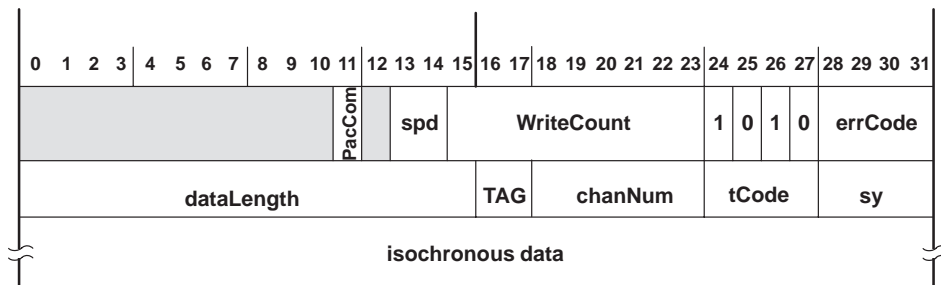 0 1 2 3 4 5 6 7 8 9 10 11 12 13 14 15 16 17 18 19 20 21 22 23 24 25 26 27 28 29 30 31
PacCom spd WriteCount 1 0 1 0 errCode
dataLength TAG chanNum tCode sy
isochronous data